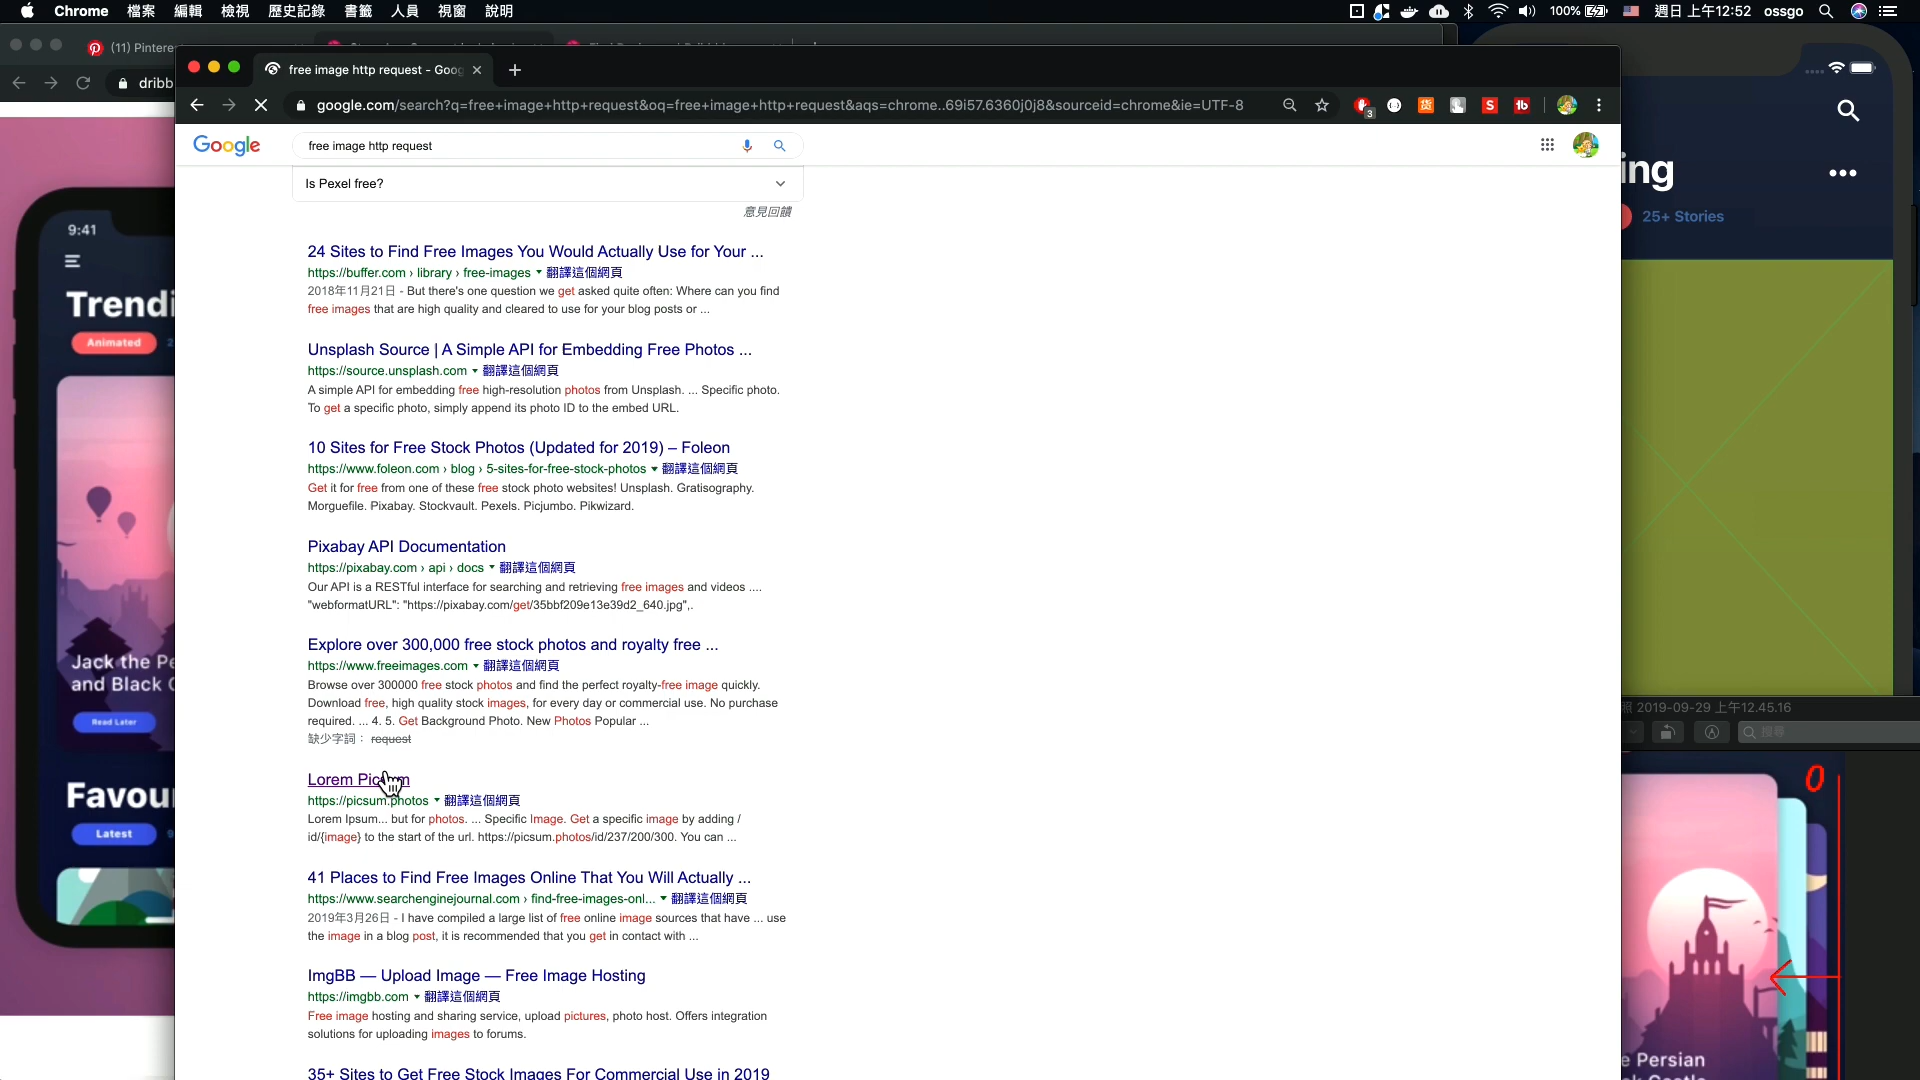 Chrome 檔案 編輯 檢視 歷史記錄 書籤 人員 視窗 說明 100% 週日 上午12:52 ossgo
(11) Pinteres
dribb
free image http request - Goog
google.com/search?q=free+image+http+request&oq=free+image+http+request&aqs=chrome..69i57.6360j0j8&sourceid=chrome&ie=UTF-8
3
Google
free image http request
Is Pexel free?
意見回饋
24 Sites to Find Free Images You Would Actually Use for Your ...
https://buffer.com › library › free-images 翻譯這個網頁
2018年11月21日 - But there's one question we get asked quite often: Where can you find
free images that are high quality and cleared to use for your blog posts or ...
Unsplash Source | A Simple API for Embedding Free Photos ...
https://source.unsplash.com 翻譯這個網頁
A simple API for embedding free high-resolution photos from Unsplash. ... Specific photo.
To get a specific photo, simply append its photo ID to the embed URL.
10 Sites for Free Stock Photos (Updated for 2019) – Foleon
https://www.foleon.com › blog › 5-sites-for-free-stock-photos 翻譯這個網頁
Get it for free from one of these free stock photo websites! Unsplash. Gratisography.
Morguefile. Pixabay. Stockvault. Pexels. Picjumbo. Pikwizard.
Pixabay API Documentation
https://pixabay.com › api › docs 翻譯這個網頁
Our API is a RESTful interface for searching and retrieving free images and videos ....
"webformatURL": "https://pixabay.com/get/35bbf209e13e39d2_640.jpg",.
Explore over 300,000 free stock photos and royalty free ...
https://www.freeimages.com 翻譯這個網頁
Browse over 300000 free stock photos and find the perfect royalty-free image quickly.
Download free, high quality stock images, for every day or commercial use. No purchase
required. ... 4. 5. Get Background Photo. New Photos Popular ...
缺少字詞： request
Lorem Picsum
https://picsum.photos 翻譯這個網頁
Lorem Ipsum... but for photos. ... Specific Image. Get a specific image by adding /
id/{image} to the start of the url. https://picsum.photos/id/237/200/300. You can ...
41 Places to Find Free Images Online That You Will Actually ...
https://www.searchenginejournal.com › find-free-images-onl... 翻譯這個網頁
2019年3月26日 - I have compiled a large list of free online image sources that have ... use
the image in a blog post, it is recommended that you get in contact with ...
ImgBB — Upload Image — Free Image Hosting
https://imgbb.com 翻譯這個網頁
Free image hosting and sharing service, upload pictures, photo host. Offers integration
solutions for uploading images to forums.
35+ Sites to Get Free Stock Images For Commercial Use in 2019
9:41
Trendi
Animated 2
Jack the Pe
and Black C
Read Later
Favou
Latest 9
ing
25+ Stories
照 2019-09-29 上午12.45.16
搜尋
0
e Persian